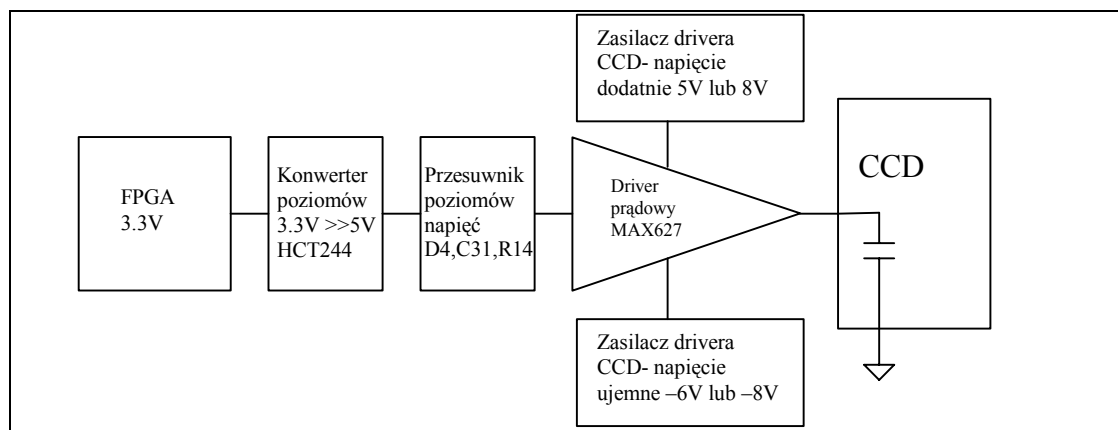 Zasilacz drivera
CCD- napięcie
dodatnie 5V lub 8V
FPGA
3.3V
Konwerter
poziomów
3.3V >>5V
HCT244
Przesuwnik
poziomów
napięć
D4,C31,R14
Driver
prądowy
MAX627
CCD
Zasilacz drivera
CCD- napięcie
ujemne –6V lub –8V